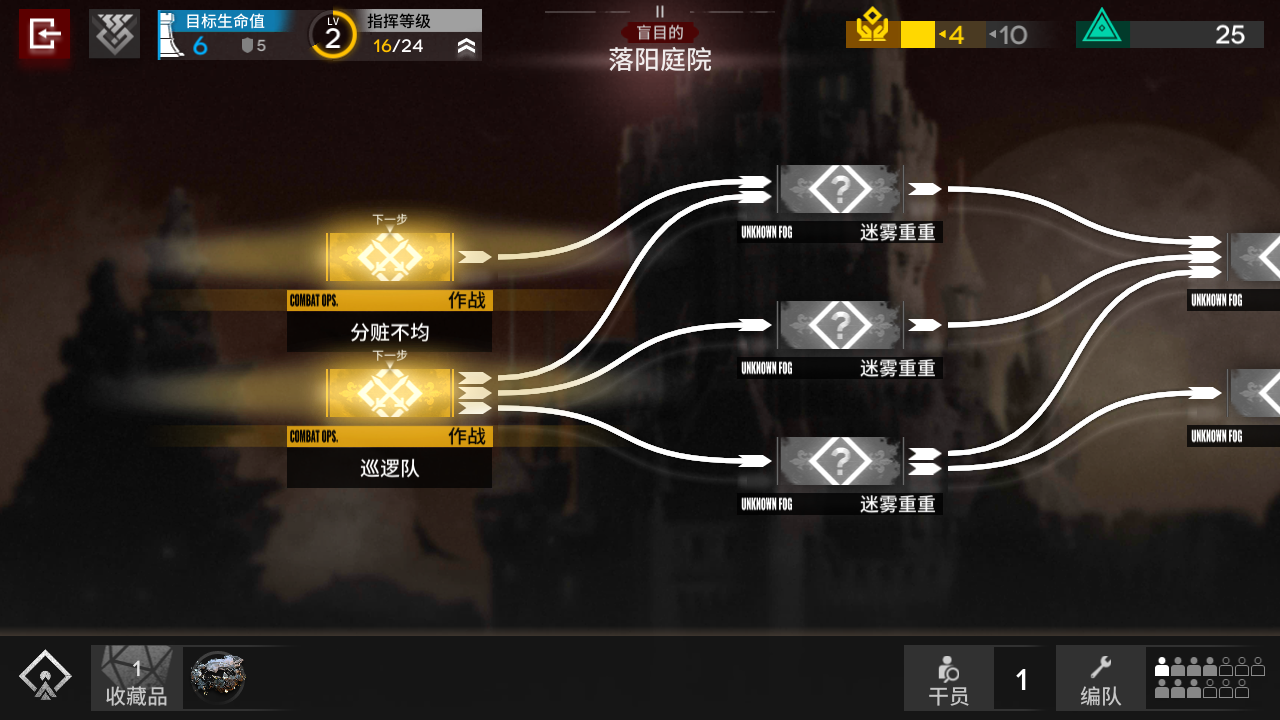 目标生命值
6
5
LV
2
指挥等级
16/24
盲目的
落阳庭院
4
10
25
下一步
COMBAT OPS.
作战
分赃不均
下一步
COMBAT OPS.
作战
巡逻队
?
UNKNOWN FOG
迷雾重重
?
UNKNOWN FOG
迷雾重重
?
UNKNOWN FOG
迷雾重重
UNKNOWN FOG
UNKNOWN FOG
1
收藏品
干员
1
编队